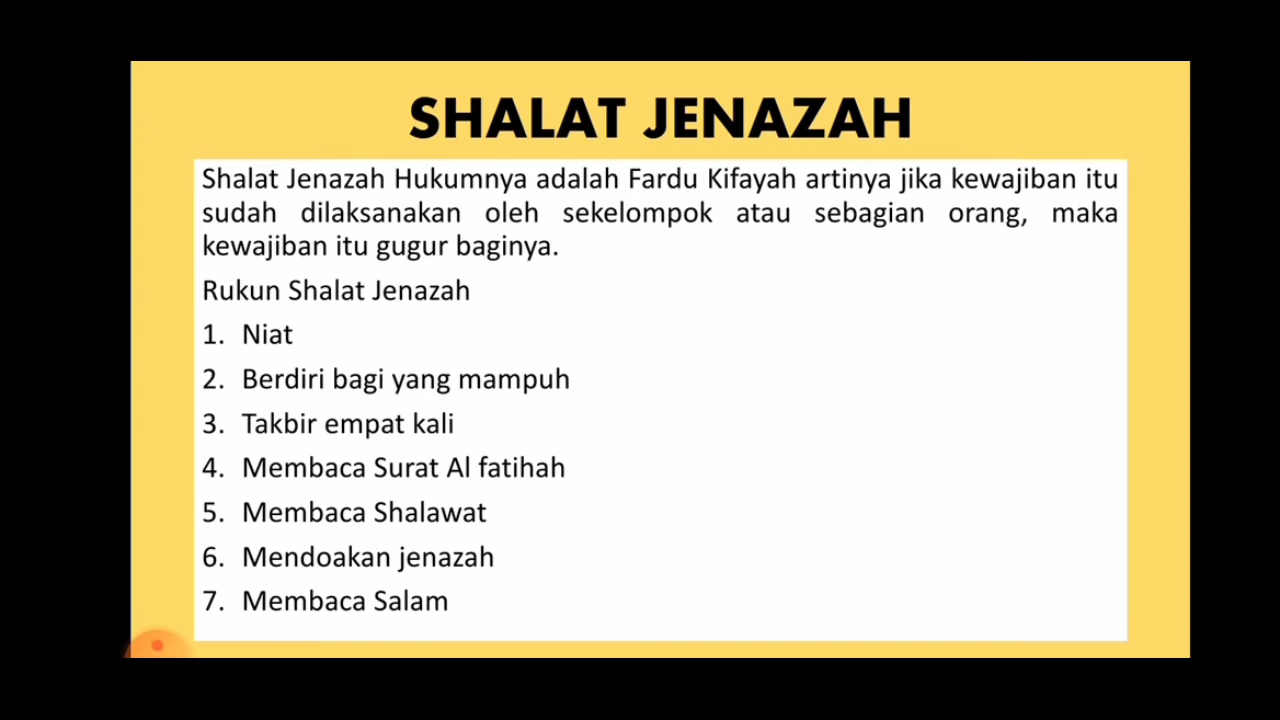 SHALAT JENAZAH
Shalat Jenazah Hukumnya adalah Fardu Kifayah artinya jika kewajiban itu
sudah dilaksanakan oleh sekelompok atau sebagian orang, maka
kewajiban itu gugur baginya.
Rukun Shalat Jenazah
1. Niat
2. Berdiri bagi yang mampuh
3. Takbir empat kali
4. Membaca Surat Al fatihah
5. Membaca Shalawat
6. Mendoakan jenazah
7. Membaca Salam